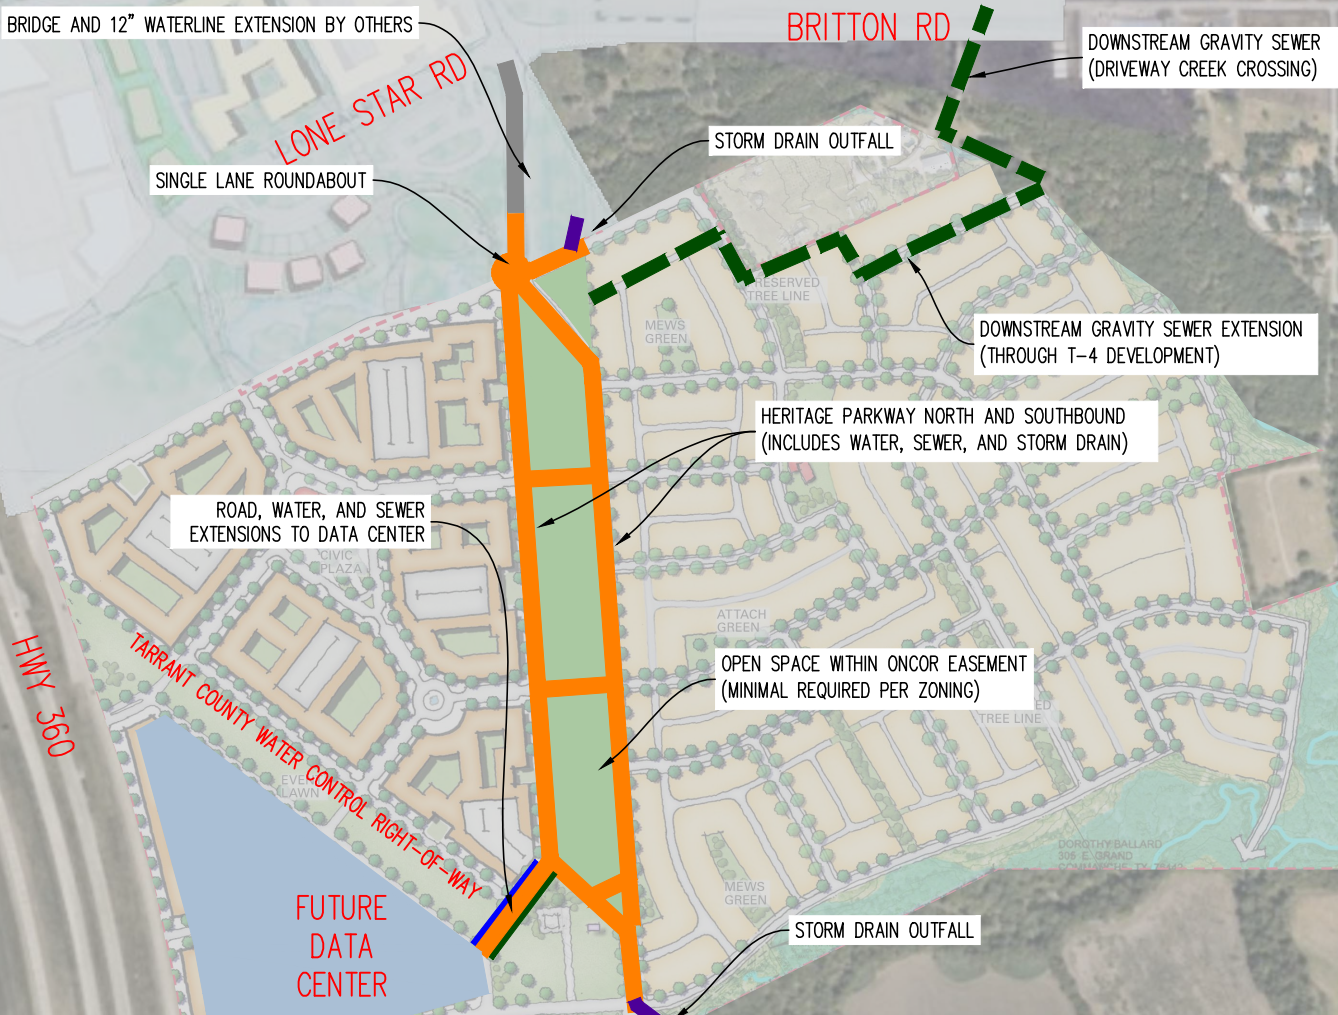 BRIDGE AND 12” WATERLINE EXTENSION BY OTHERS
BRITTON RD
DOWNSTREAM GRAVITY SEWER
(DRIVEWAY CREEK CROSSING)
LONE STAR RD
STORM DRAIN OUTFALL
SINGLE LANE ROUNDABOUT
TREE LINE
MEWS
GREEN
DOWNSTREAM GRAVITY SEWER EXTENSION
(THROUGH T-4 DEVELOPMENT)
HERITAGE PARKWAY NORTH AND SOUTHBOUND
(INCLUDES WATER, SEWER, AND STORM DRAIN)
ROAD, WATER, AND SEWER
EXTENSIONS TO DATA CENTER
CIVIC
PLAZA
ATTACH
GREEN
HWY 360
TARRANT COUNTY WATER CONTROL RIGHT-OF-WAY
OPEN SPACE WITHIN ONCOR EASEMENT
(MINIMAL REQUIRED PER ZONING)
TREE LINE
LAWN
DOROTHY BALLARD
306 E. GRAND
MEWS
GREEN
FUTURE
DATA
CENTER
STORM DRAIN OUTFALL